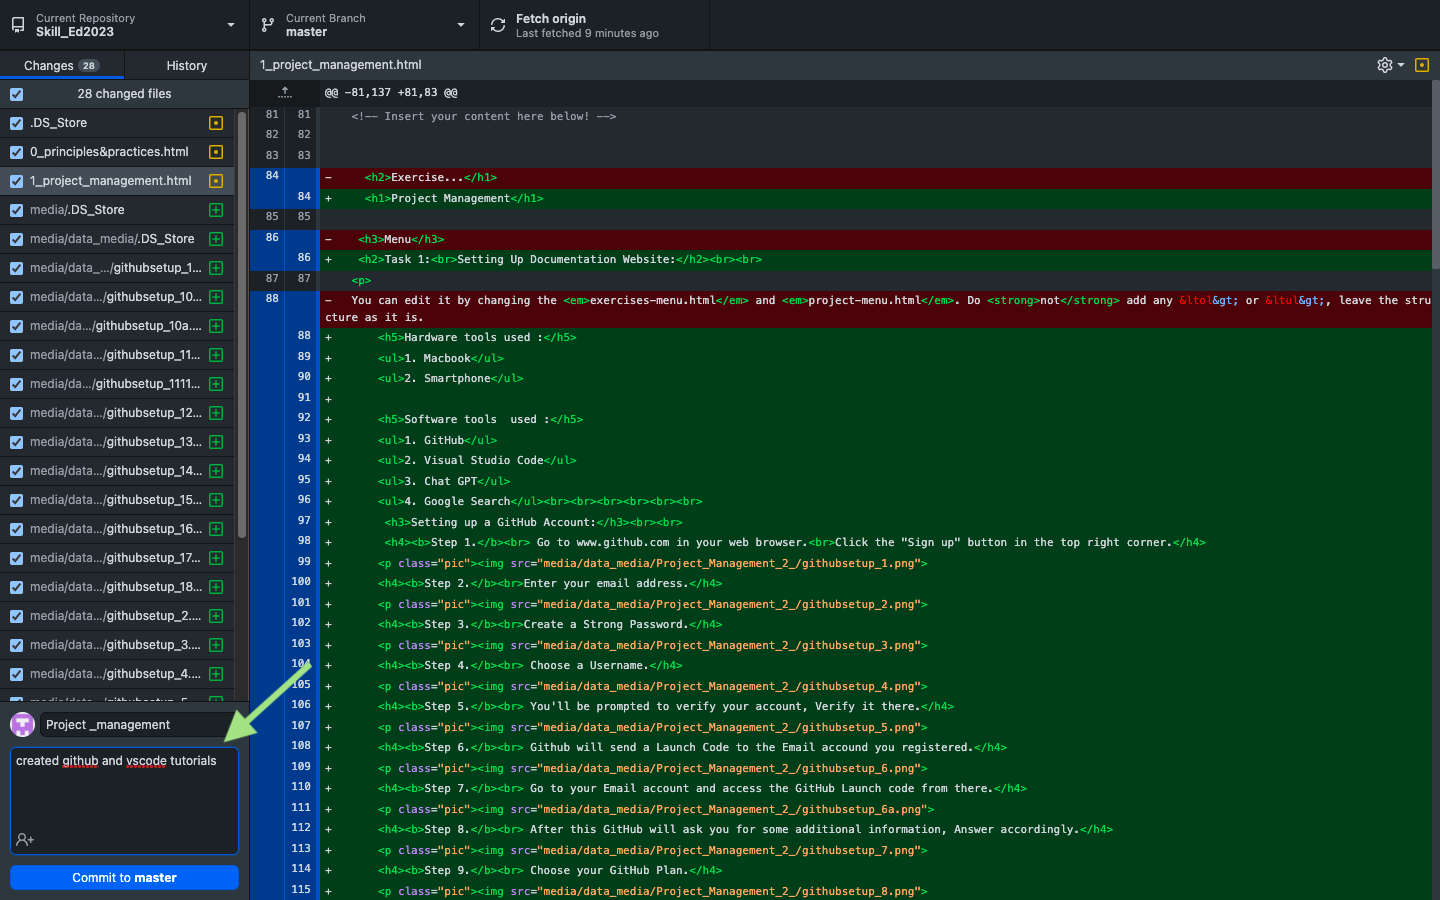 Current Repository
Skill_Ed2023
Current Branch
master
Fetch origin
Last fetched 9 minutes ago
Changes 28
History
1_project_management.html
28 changed files
.DS_Store
0_principles&practices.html
1_project_management.html
media/.DS_Store
media/data_media/.DS_Store
media/data_.../githubsetup_1...
media/data.../githubsetup_10...
media/da.../githubsetup_10a....
media/data.../githubsetup_11...
media/da.../githubsetup_1111...
media/data.../githubsetup_12...
media/data.../githubsetup_13...
media/data.../githubsetup_14...
media/data.../githubsetup_15...
media/data.../githubsetup_16...
media/data.../githubsetup_17...
media/data.../githubsetup_18...
media/data.../githubsetup_2....
media/data.../githubsetup_3....
media/data.../githubsetup_4....
Project _management
created github and vscode tutorials
Commit to master
@@ -81,137 +81,83 @@
81 81 <!-- Insert your content here below! -->
82 82
83 83
84 - <h2>Exercise...</h1>
84 + <h1>Project Management</h1>
85 85
86 - <h3>Menu</h3>
86 + <h2>Task 1:<br>Setting Up Documentation Website:</h2><br><br>
87 87 <p>
88 - You can edit it by changing the <em>exercises-menu.html</em> and <em>project-menu.html</em>. Do <strong>not</strong> add any &ltol&gt; or &ltul&gt;, leave the stru
cture as it is.
88 + <h5>Hardware tools used :</h5>
89 + <ul>1. Macbook</ul>
90 + <ul>2. Smartphone</ul>
91 +
92 + <h5>Software tools  used :</h5>
93 + <ul>1. GitHub</ul>
94 + <ul>2. Visual Studio Code</ul>
95 + <ul>3. Chat GPT</ul>
96 + <ul>4. Google Search</ul><br><br><br><br><br><br>
97 + <h3>Setting up a GitHub Account:</h3><br><br>
98 + <h4><b>Step 1.</b><br> Go to www.github.com in your web browser.<br>Click the "Sign up" button in the top right corner.</h4>
99 + <p class="pic"><img src="media/data_media/Project_Management_2_/githubsetup_1.png">
100 + <h4><b>Step 2.</b><br>Enter your email address.</h4>
101 + <p class="pic"><img src="media/data_media/Project_Management_2_/githubsetup_2.png">
102 + <h4><b>Step 3.</b><br>Create a Strong Password.</h4>
103 + <p class="pic"><img src="media/data_media/Project_Management_2_/githubsetup_3.png">
104 + <h4><b>Step 4.</b><br> Choose a Username.</h4>
105 + <p class="pic"><img src="media/data_media/Project_Management_2_/githubsetup_4.png">
106 + <h4><b>Step 5.</b><br> You'll be prompted to verify your account, Verify it there.</h4>
107 + <p class="pic"><img src="media/data_media/Project_Management_2_/githubsetup_5.png">
108 + <h4><b>Step 6.</b><br> Github will send a Launch Code to the Email accound you registered.</h4>
109 + <p class="pic"><img src="media/data_media/Project_Management_2_/githubsetup_6.png">
110 + <h4><b>Step 7.</b><br> Go to your Email account and access the GitHub Launch code from there.</h4>
111 + <p class="pic"><img src="media/data_media/Project_Management_2_/githubsetup_6a.png">
112 + <h4><b>Step 8.</b><br> After this GitHub will ask you for some additional information, Answer accordingly.</h4>
113 + <p class="pic"><img src="media/data_media/Project_Management_2_/githubsetup_7.png">
114 + <h4><b>Step 9.</b><br> Choose your GitHub Plan.</h4>
115 + <p class="pic"><img src="media/data_media/Project_Management_2_/githubsetup_8.png">